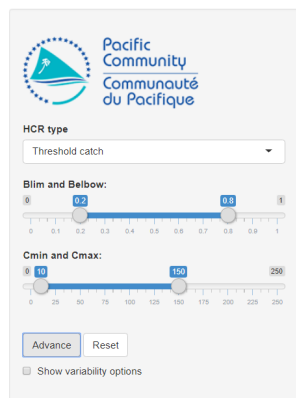 Pacific
Community
Communauté
du Pacifique
HCR type
Threshold catch
Blim and Belbow:
0 0.2 0.8 1
0 0.1 0.2 0.3 0.4 0.5 0.6 0.7 0.8 0.9 1
Cmin and Cmax:
0 10 150 250
0 25 50 75 100 125 150 175 200 225 250
Advance Reset
Show variability options